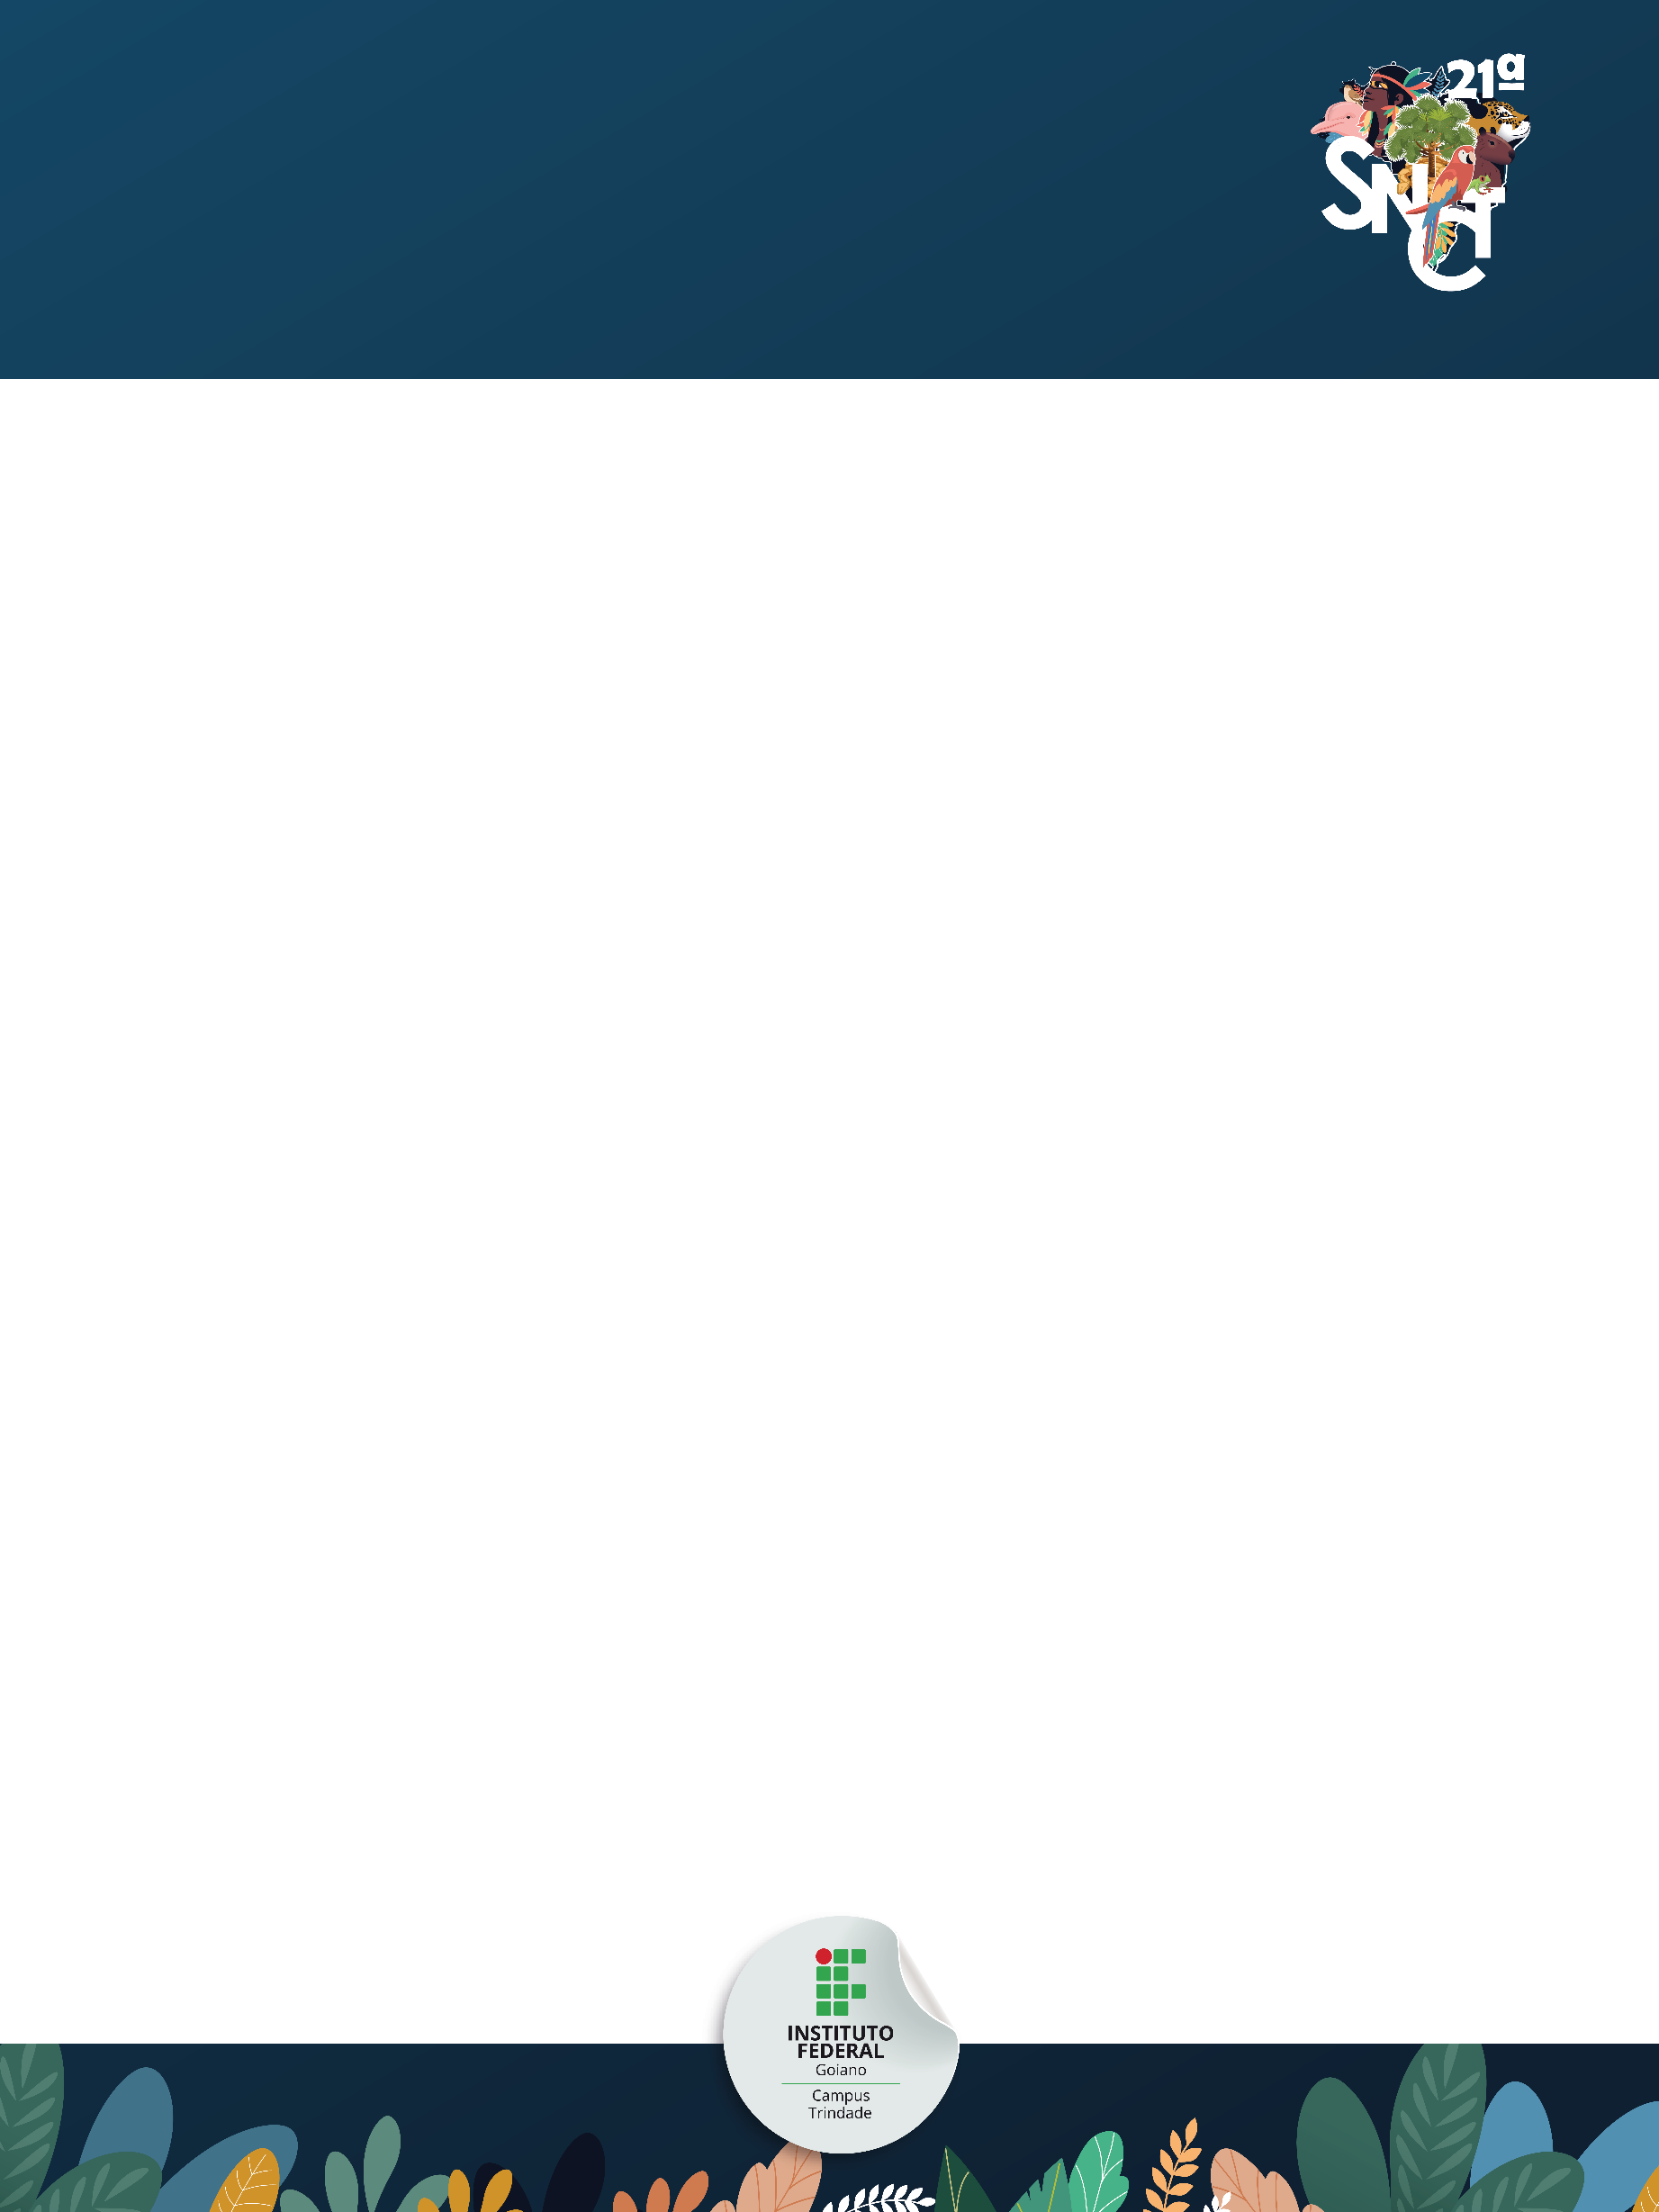 21ª
SNCT
INSTITUTO
FEDERAL
Goiano
Campus
Trindade